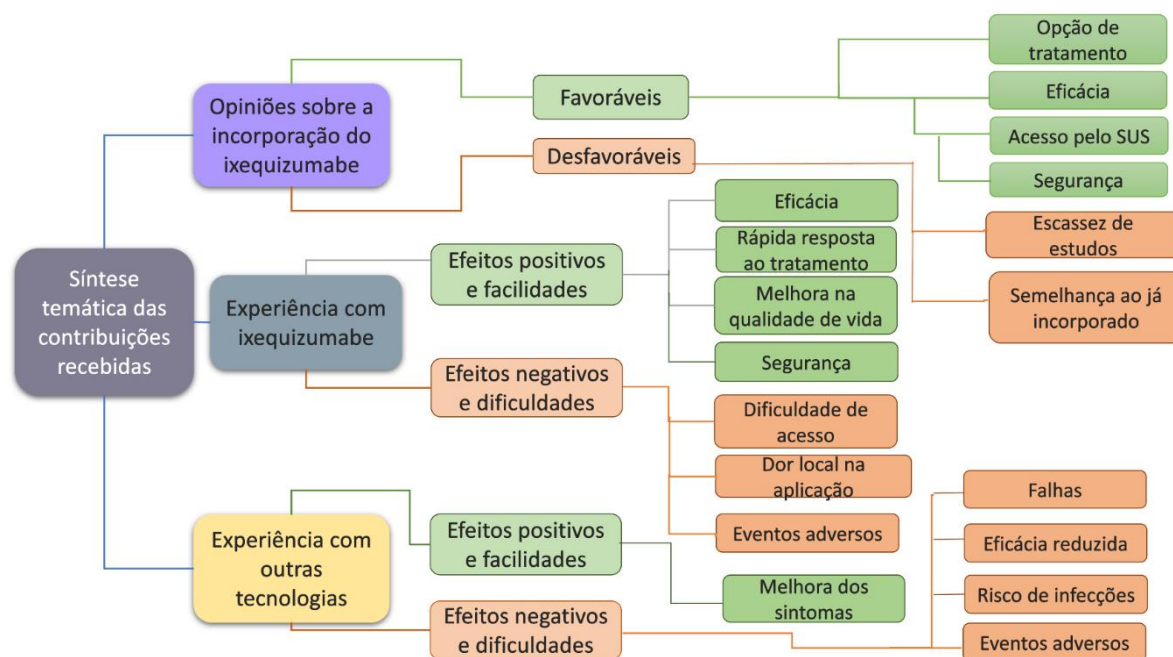 Síntese
temática das
contribuições
recebidas
Opiniões sobre a
incorporação do
ixequizumabe
Favoráveis
Opção de
tratamento
Eficácia
Acesso pelo SUS
Segurança
Desfavoráveis
Escassez de
estudos
Semelhança ao já
incorporado
Experiência com
ixequizumabe
Efeitos positivos
e facilidades
Eficácia
Rápida resposta
ao tratamento
Melhora na
qualidade de vida
Segurança
Efeitos negativos
e dificuldades
Dificuldade de
acesso
Dor local na
aplicação
Eventos adversos
Experiência com
outras
tecnologias
Efeitos positivos
e facilidades
Melhora dos
sintomas
Efeitos negativos
e dificuldades
Falhas
Eficácia reduzida
Risco de infecções
Eventos adversos